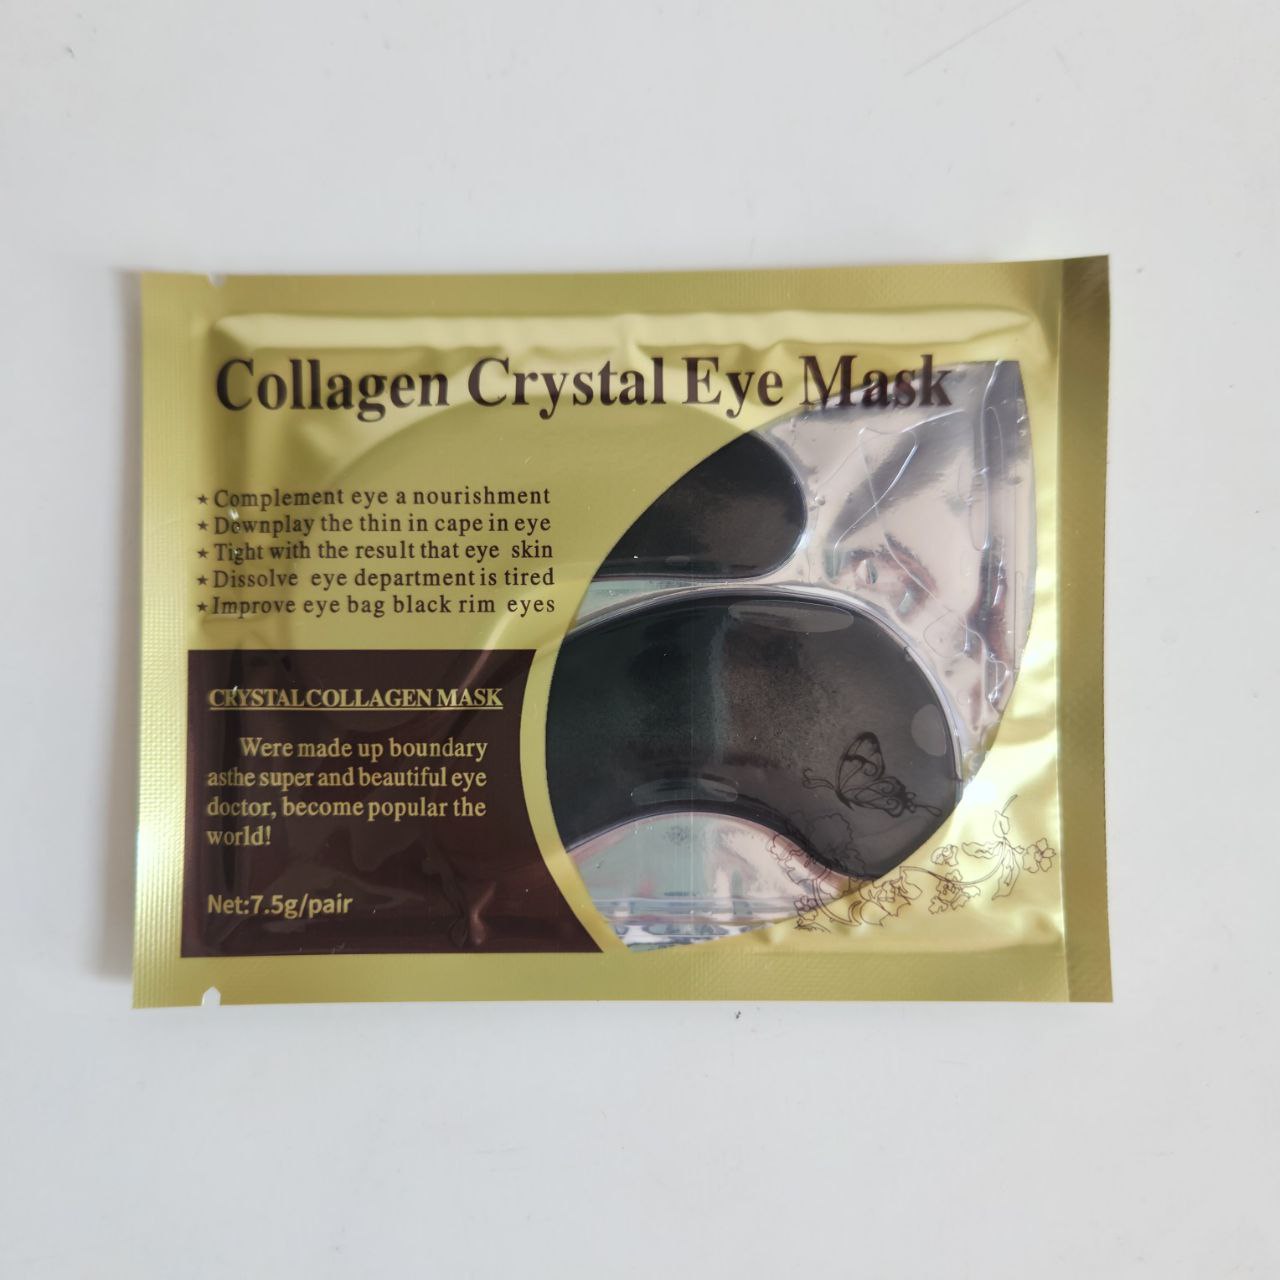 Collagen Crystal Eye Mask
★Complement eye a nourishment
★Downplay the thin in cape in eye
★Tight with the result that eye skin
★Dissolve eye department is tired
★Improve eye bag black rim eyes
CRYSTAL COLLAGEN MASK
Were made up boundary
asthe super and beautiful eye
doctor, become popular the
world!
Net:7.5g/pair